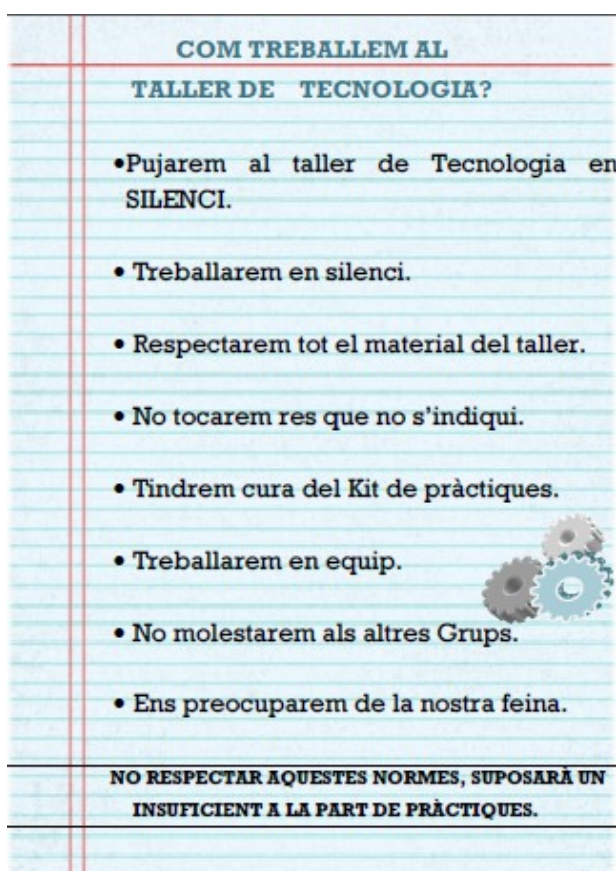 COM TREBALLEM AL
TALLER DE TECNOLOGIA?
•Pujarem al taller de Tecnologia en
SILENCI.
• Treballarem en silenci.
• Respectarem tot el material del taller.
• No tocarem res que no s'indiqui.
• Tindrem cura del Kit de pràctiques.
• Treballarem en equip.
• No molestarem als altres Grups.
• Ens preocuparem de la nostra feina.
NO RESPECTAR AQUESTES NORMES, SUPOSARÀ UN
INSUFICIENT A LA PART DE PRÀCTIQUES.